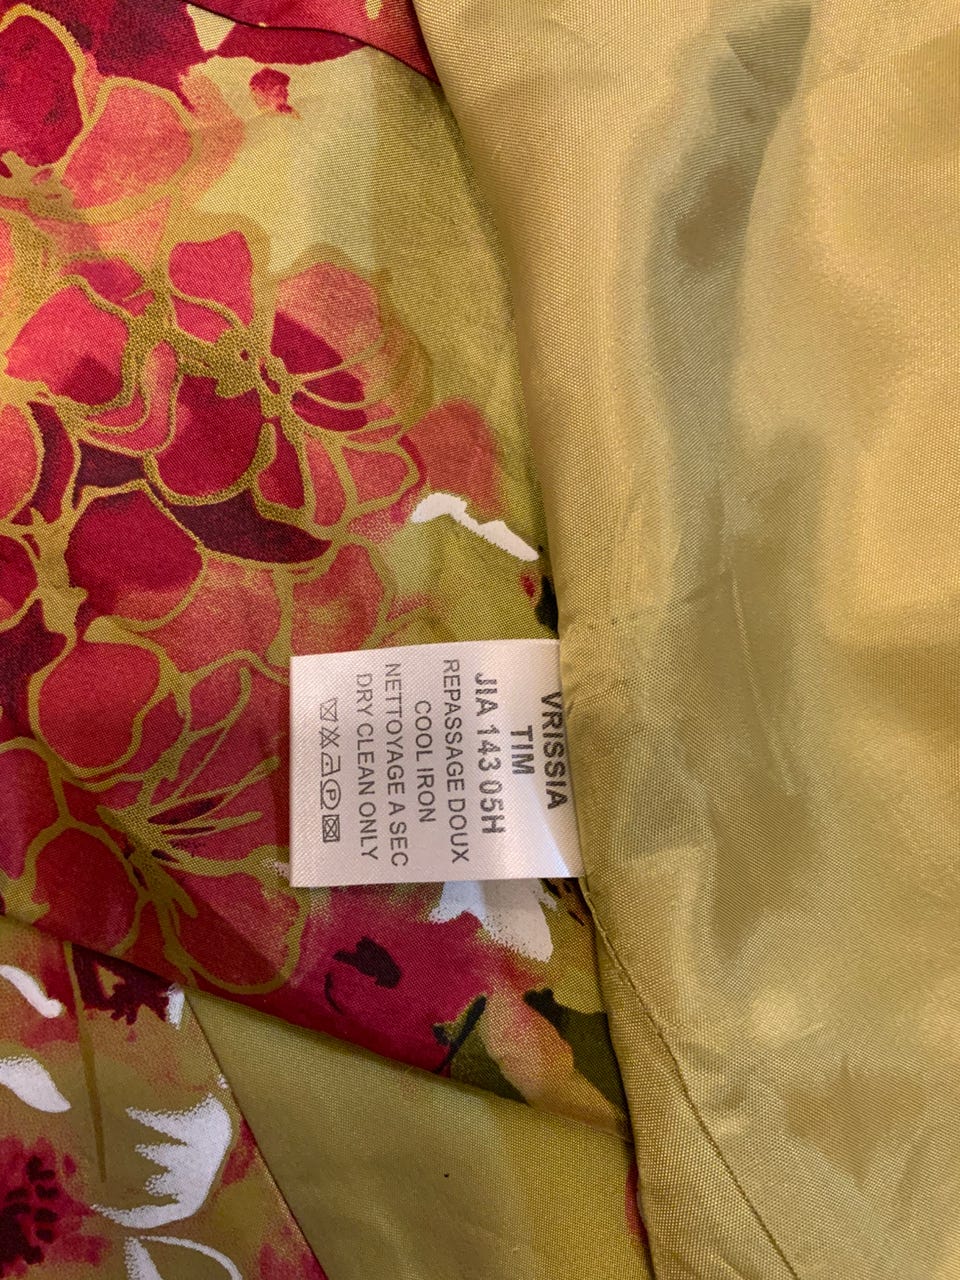 VRISSIA
TIM
JIA 143 05H
REPASSAGE DOUX
COOL IRON
NETTOYAGE A SEC
DRY CLEAN ONLY
P